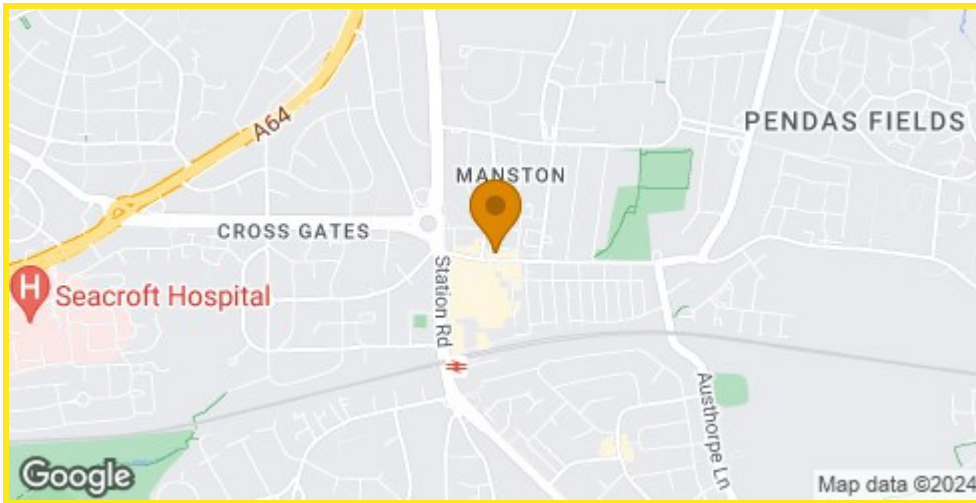 A64
PENDAS FIELDS
MANSTON
CROSS GATES
Station Rd
H
Seacroft Hospital
Austhorpe Ln
Google
Map data ©2024